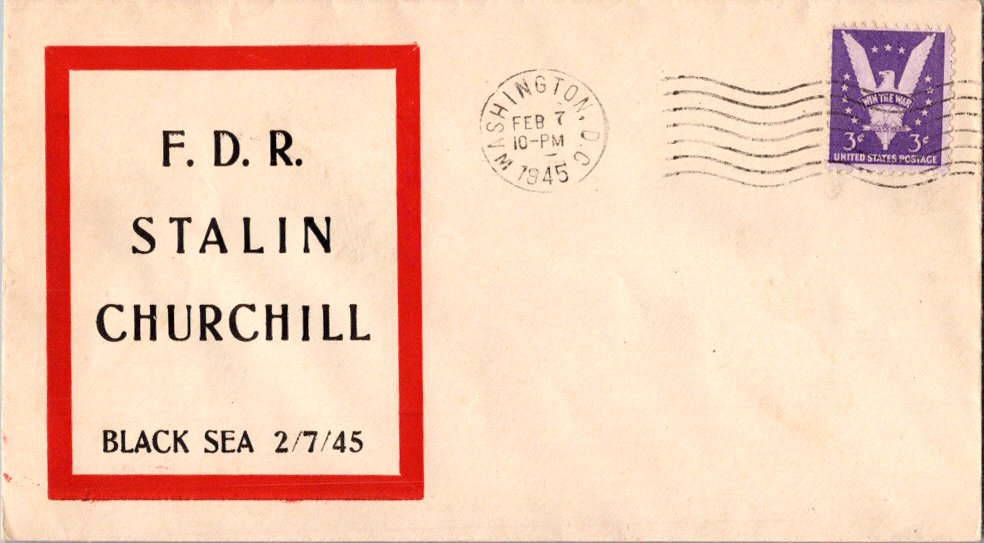 F. D. R.
STALIN
CHURCHILL
BLACK SEA 2/7/45
WASHINGTON, D.C.
FEB 7
10-PM
1945
WIN THE WAR
3¢ 3¢
UNITED STATES POSTAGE